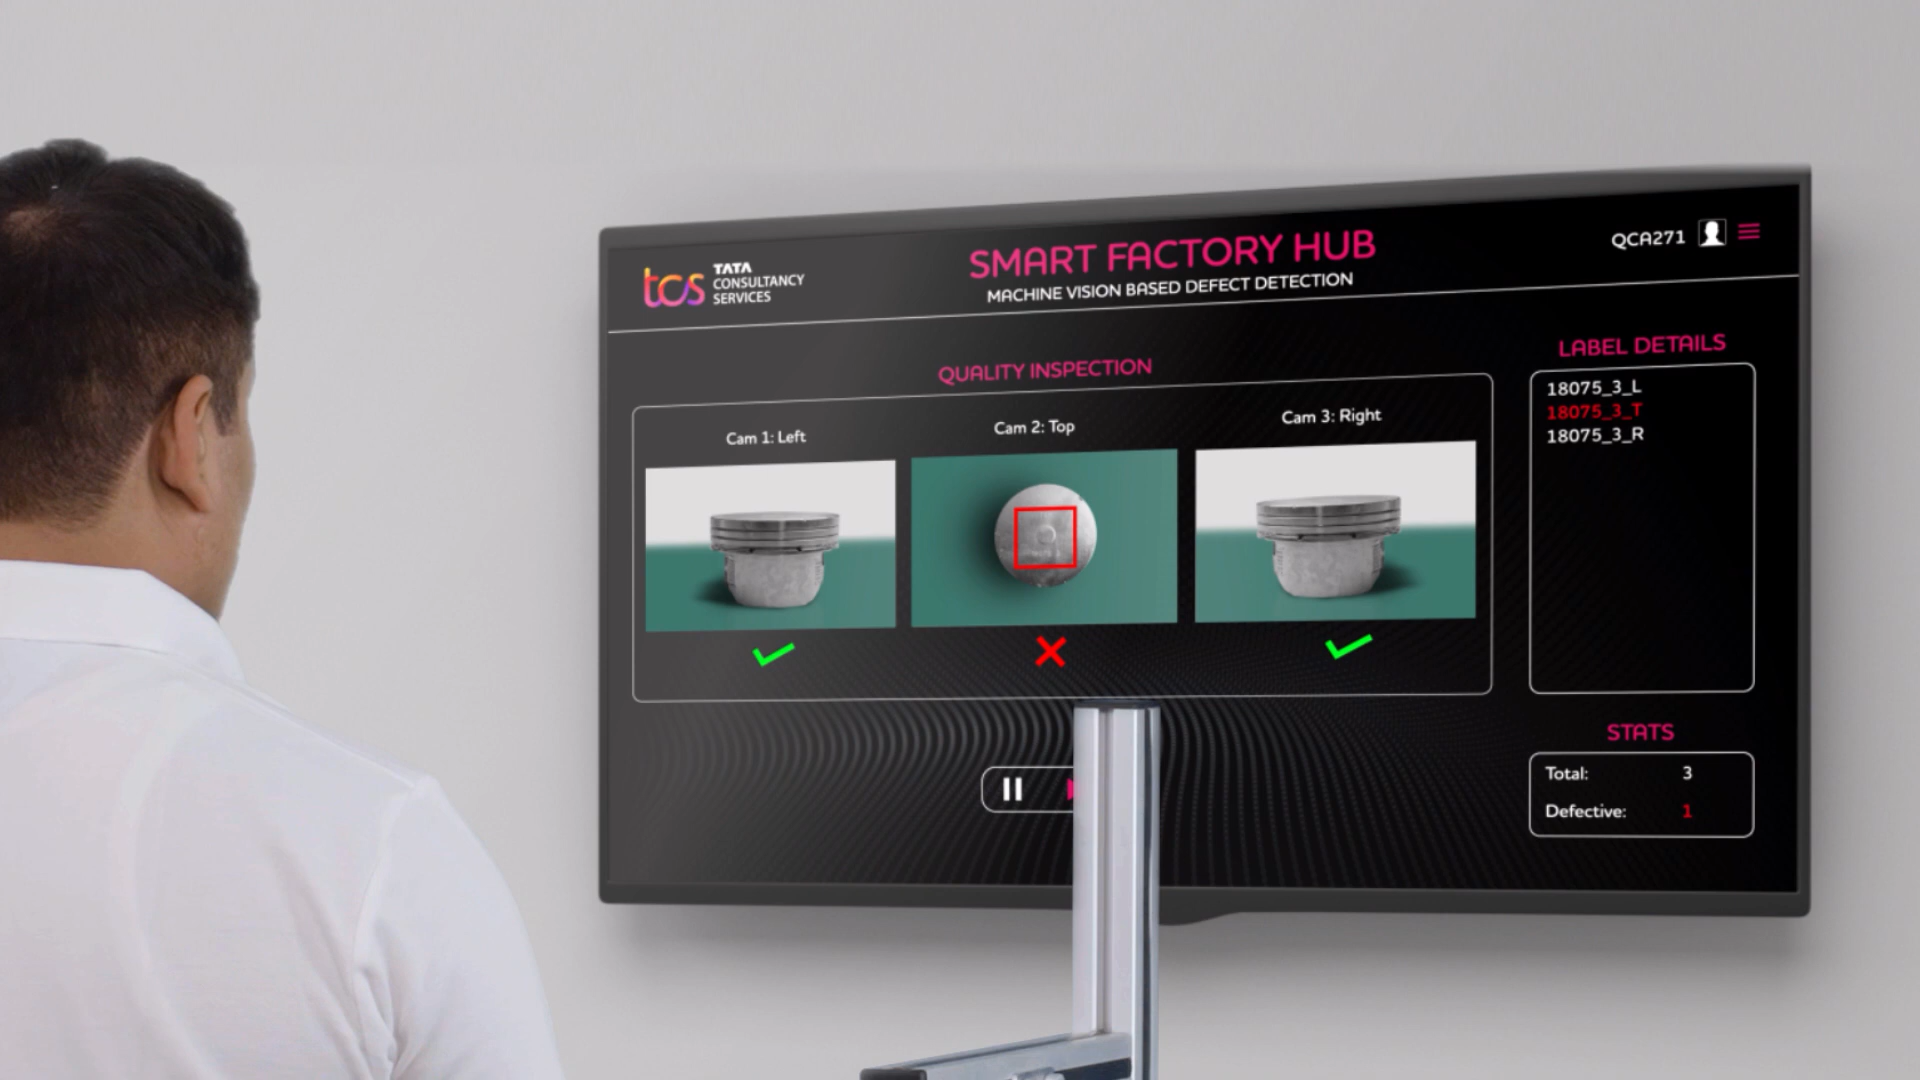 tcs TATA
CONSULTANCY
SERVICES
SMART FACTORY HUB
MACHINE VISION BASED DEFECT DETECTION
QCA271
QUALITY INSPECTION
Cam 1: Left
Cam 2: Top
Cam 3: Right
LABEL DETAILS
18075_3_L
18075_3_T
18075_3_R
STATS
Total: 3
Defective: 1